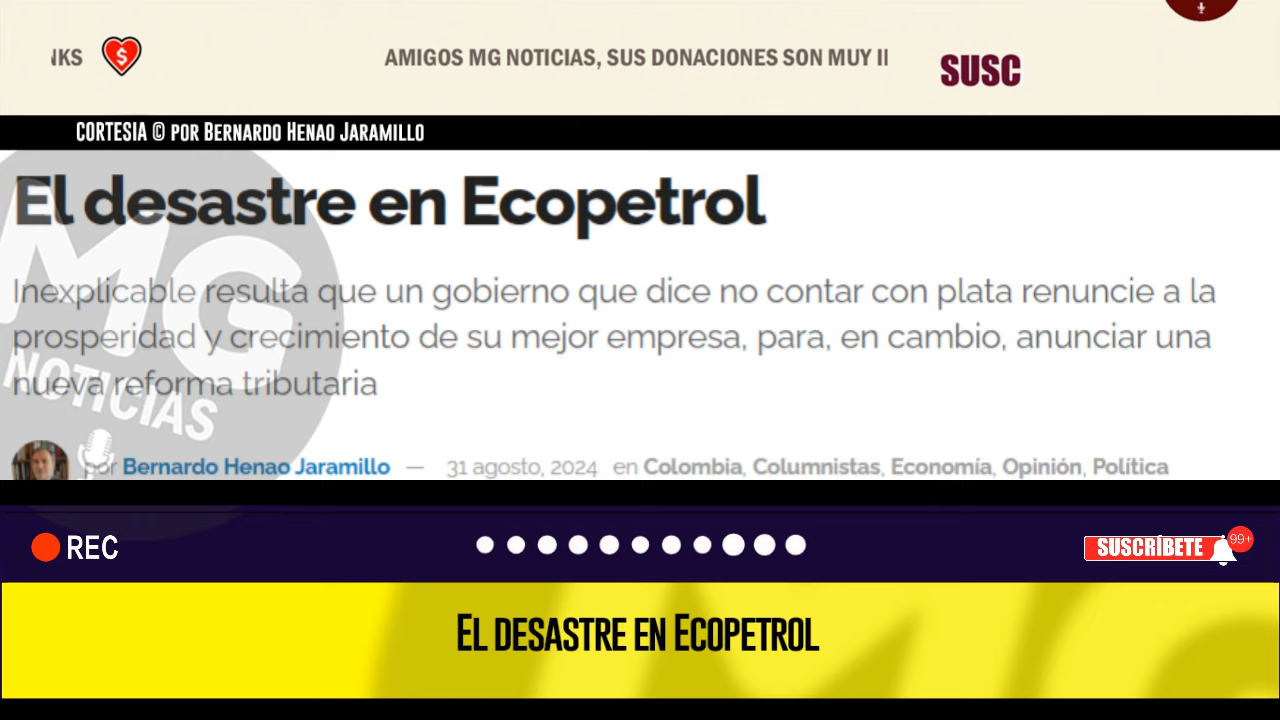 AMIGOS MG NOTICIAS, SUS DONACIONES SON MUY
SUSC
CORTESIA © POR BERNARDO HENAO JARAMILLO
El desastre en Ecopetrol
Inexplicable resulta que un gobierno que dice no contar con plata renuncie a la
prosperidad y crecimiento de su mejor empresa, para, en cambio, anunciar una
nueva reforma tributaria
MG
NOTICIAS
por Bernardo Henao Jaramillo — 31 agosto, 2024 en Colombia, Columnistas, Economía, Opinión, Política
REC
SUSCRÍBETE 99+
EL DESASTRE EN ECOPETROL